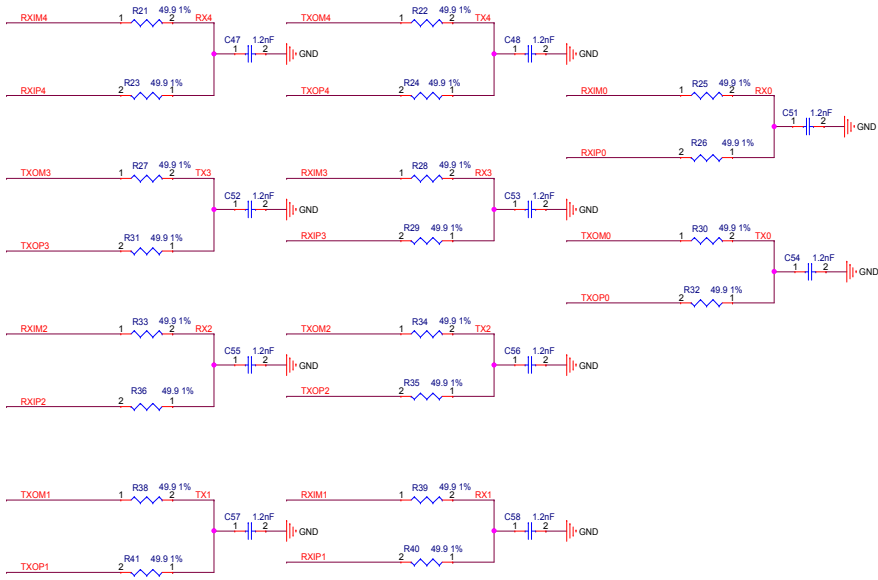 RXIM4 1 R21 49.9 1% 2 RX4
C47 1.2nF
1 2 GND
RXIP4 2 R23 49.9 1% 1
TXOM4 1 R22 49.9 1% 2 TX4
C48 1.2nF
1 2 GND
TXOP4 2 R24 49.9 1% 1
RXIM0 1 R25 49.9 1% 2 RX0
C51 1.2nF
1 2 GND
RXIP0 2 R26 49.9 1% 1
TXOM3 1 R27 49.9 1% 2 TX3
C52 1.2nF
1 2 GND
TXOP3 2 R31 49.9 1% 1
RXIM3 1 R28 49.9 1% 2 RX3
C53 1.2nF
1 2 GND
RXIP3 2 R29 49.9 1% 1
TXOM0 1 R30 49.9 1% 2 TX0
C54 1.2nF
1 2 GND
TXOP0 2 R32 49.9 1% 1
RXIM2 1 R33 49.9 1% 2 RX2
C55 1.2nF
1 2 GND
RXIP2 2 R36 49.9 1% 1
TXOM2 1 R34 49.9 1% 2 TX2
C56 1.2nF
1 2 GND
TXOP2 2 R35 49.9 1% 1
TXOM1 1 R38 49.9 1% 2 TX1
C57 1.2nF
1 2 GND
TXOP1 2 R41 49.9 1% 1
RXIM1 1 R39 49.9 1% 2 RX1
C58 1.2nF
1 2 GND
RXIP1 2 R40 49.9 1% 1